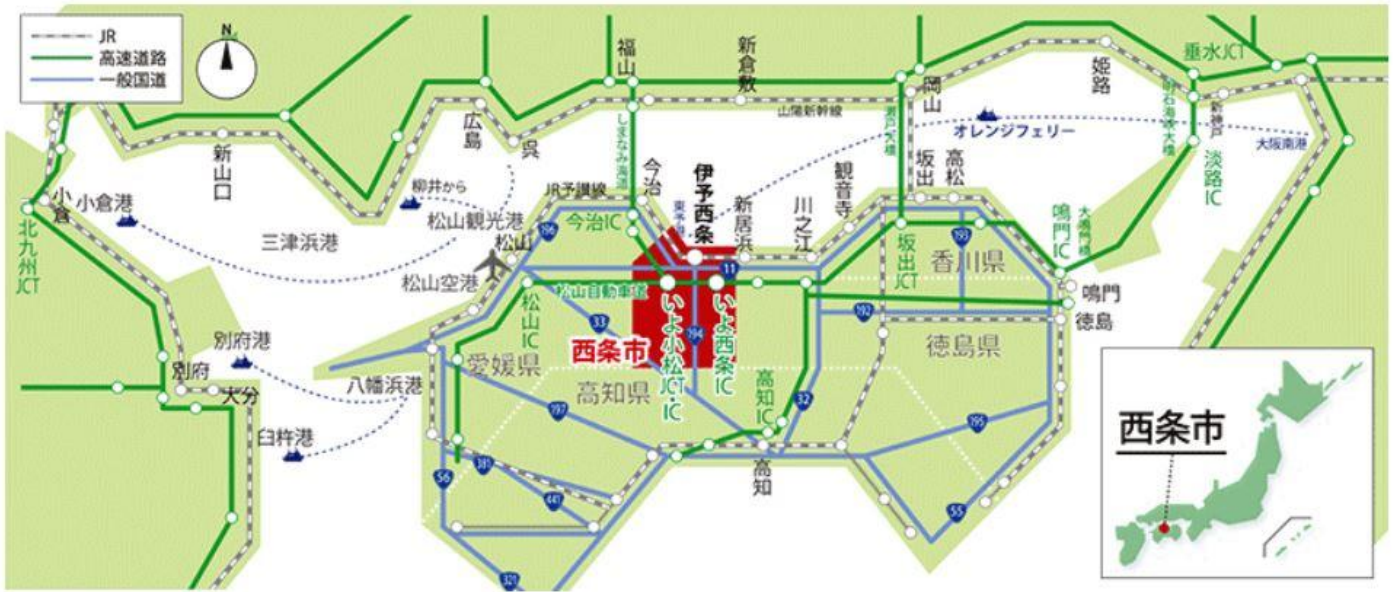 JR
高速道路
一般国道
N
福山
新倉敷
岡山
姫路
垂水JCT
広島
呉
しまなみ海道
山陽新幹線
瀬戸大橋
オレンジフェリー
明石海峡大橋
新神戸
大阪南港
新山口
小倉
小倉港
北九州JCT
柳井から
松山観光港
三津浜港
松山
松山空港
JR予讃線
今治
今治IC
伊予西条
東予港
新居浜
川之江
観音寺
坂出
高松
淡路IC
鳴門IC
大鳴門橋
196
11
193
坂出JCT
香川県
鳴門
徳島
松山自動車道
松山IC
33
194
192
いよ小松JCT・IC
いよ西条IC
西条市
愛媛県
高知県
徳島県
別府港
別府
大分
八幡浜港
臼杵港
197
高知IC
32
195
高知
56
381
441
55
321
西条市